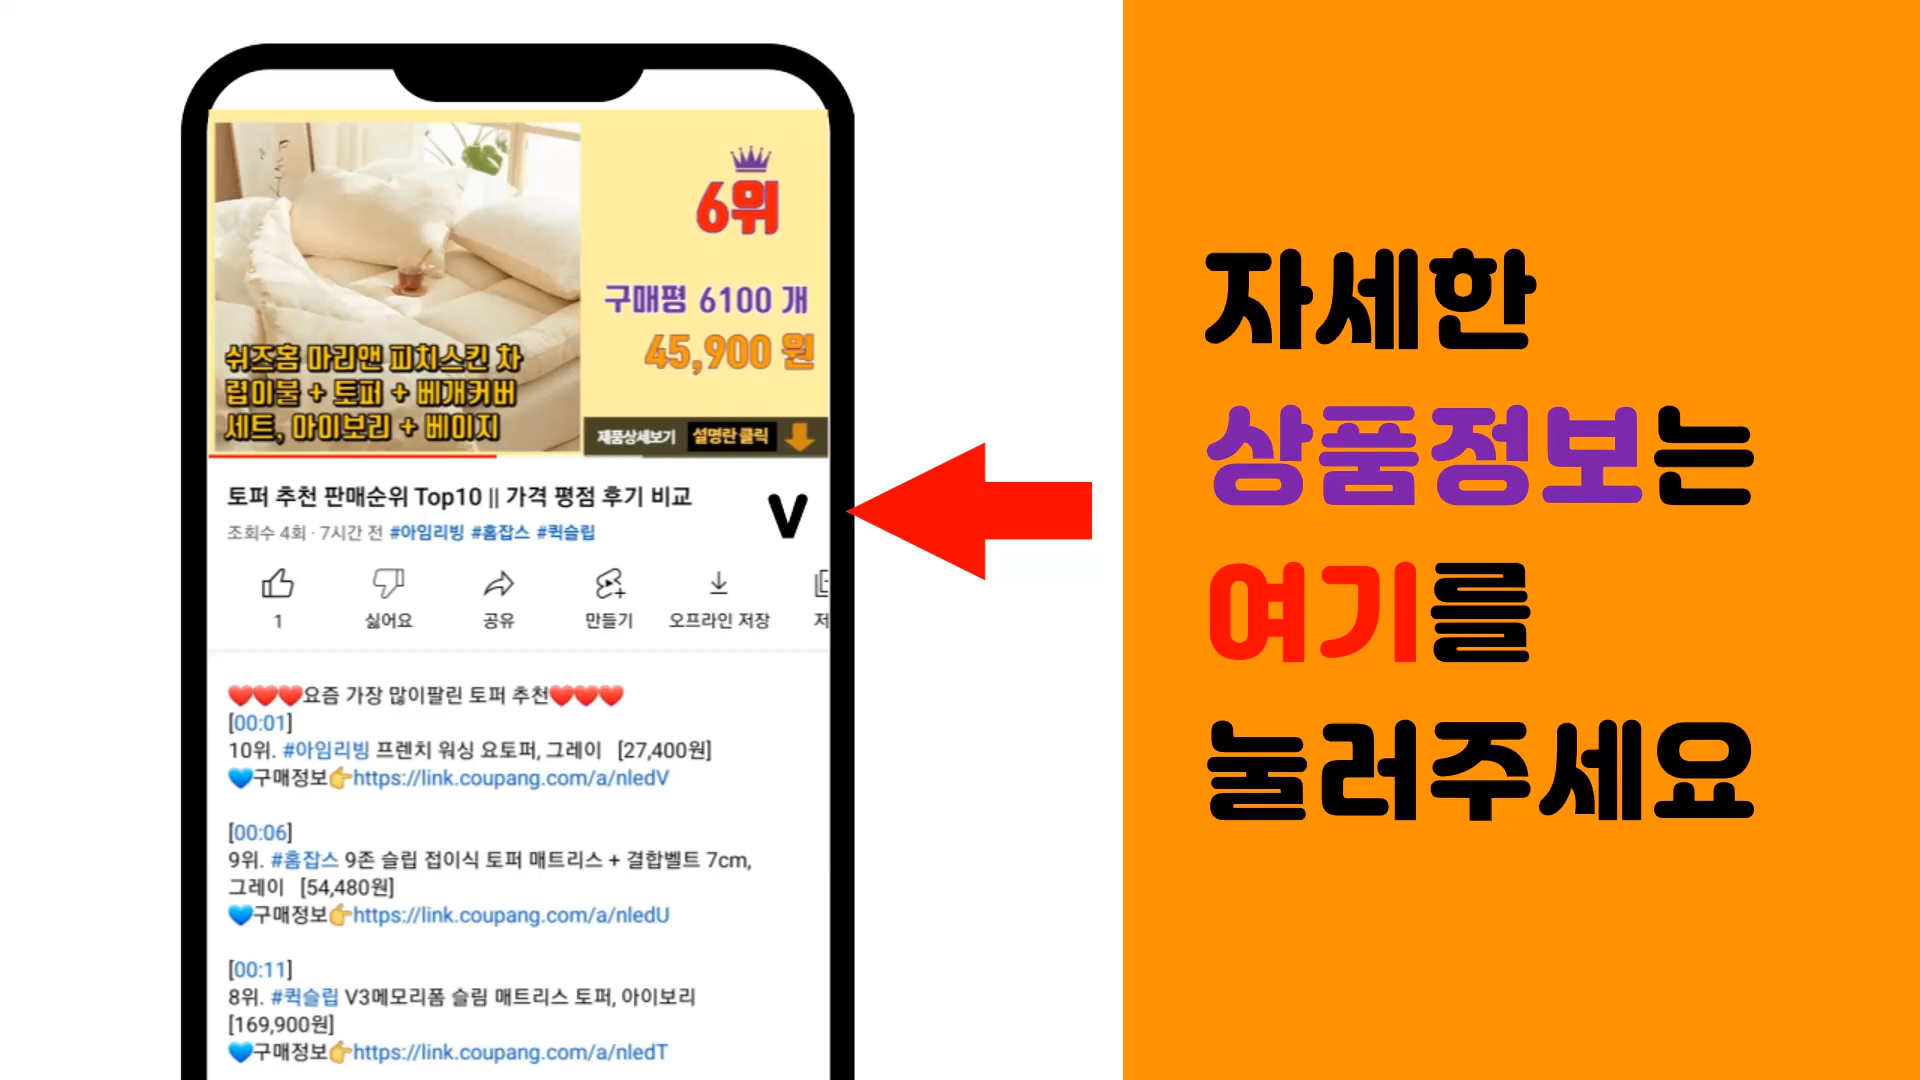 6위
구매평 6100 개
45,900 원
쉬즈홈 마리앤 피치스킨 차
렵이불 + 토퍼 + 베개커버
세트, 아이보리 + 베이지
제품상세보기 설명란 클릭
토퍼 추천 판매순위 Top10 || 가격 평점 후기 비교
V
조회수 4회 · 7시간 전 #아임리빙 #홈잡스 #퀵슬립
1 싫어요 공유 만들기 오프라인 저장 저
❤️❤️❤️요즘 가장 많이팔린 토퍼 추천❤️❤️❤️
[00:01]
10위. #아임리빙 프렌치 워싱 요토퍼, 그레이 [27,400원]
💙구매정보👉https://link.coupang.com/a/nledV
[00:06]
9위. #홈잡스 9존 슬립 접이식 토퍼 매트리스 + 결합벨트 7cm,
그레이 [54,480원]
💙구매정보👉https://link.coupang.com/a/nledU
[00:11]
8위. #퀵슬립 V3메모리폼 슬림 매트리스 토퍼, 아이보리
[169,900원]
💙구매정보👉https://link.coupang.com/a/nledT
자세한
상품정보는
여기를
눌러주세요